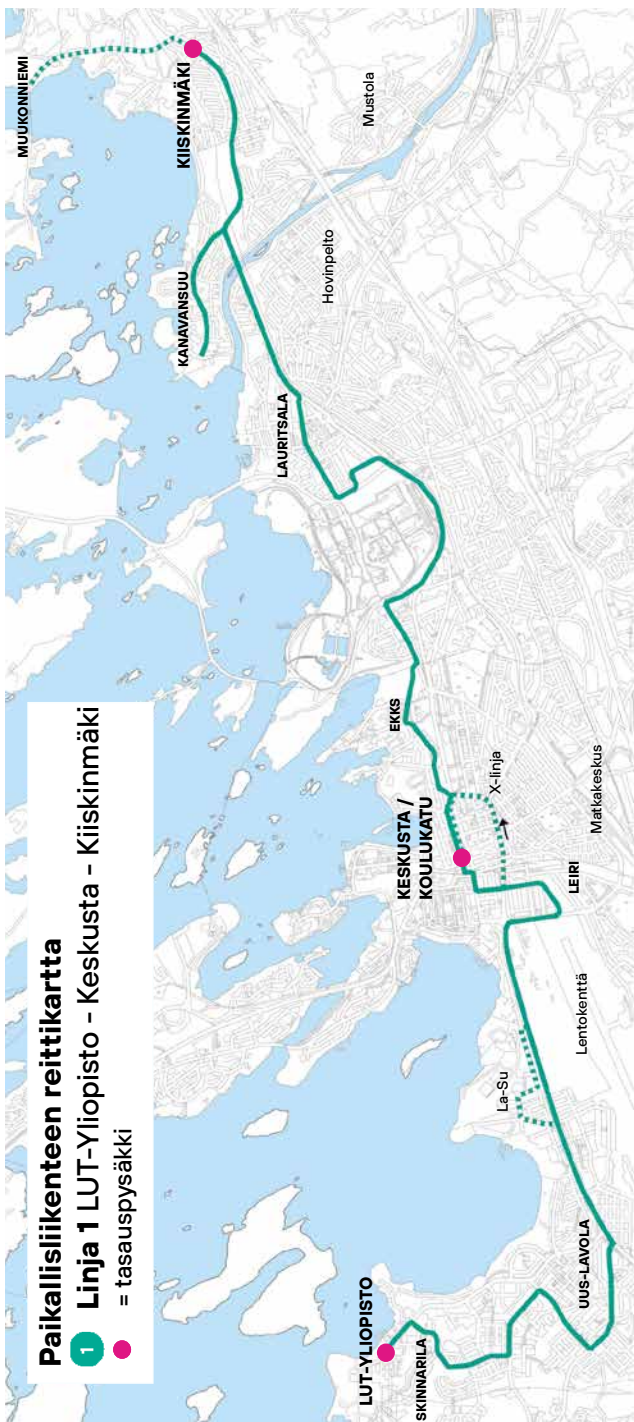 Paikallisliikenteen reittikartta
1 Linja 1 LUT-Yliopisto - Keskusta - Kiiskinmäki
= tasauspysäkki
LUT-YLIOPISTO
SKINNARILA
UUS-LAVOLA
La-Su
Lentokenttä
LEIRI
KESKUSTA /
KOULUKATU
X-linja
Matkakeskus
EKKS
LAURITSALA
Hovinpelto
KANAVANSUU
Mustola
KIISKINMÄKI
MUUKONNIEMI